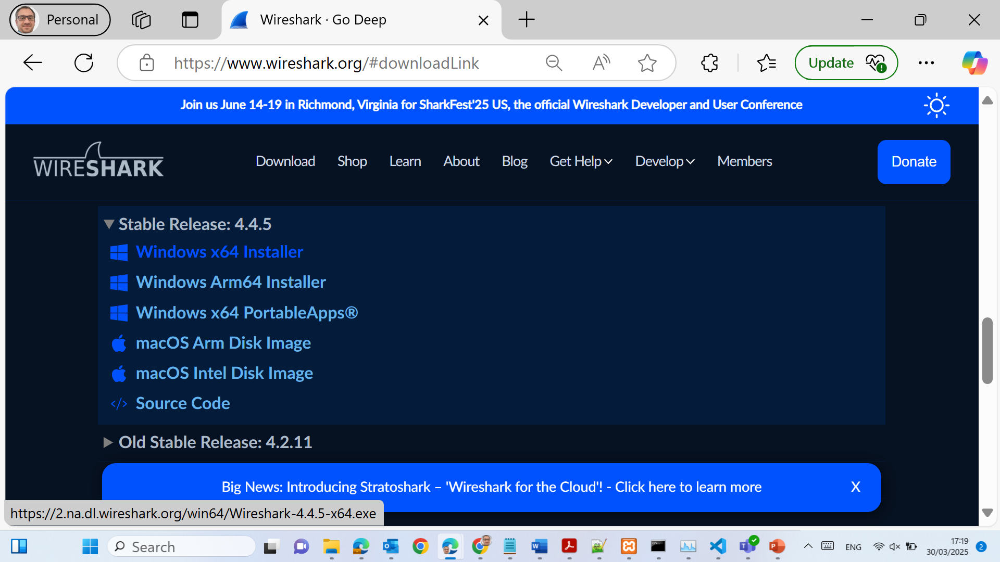 Personal
Wireshark · Go Deep
https://www.wireshark.org/#downloadLink
Update
Join us June 14-19 in Richmond, Virginia for SharkFest'25 US, the official Wireshark Developer and User Conference
WIRESHARK
Download Shop Learn About Blog Get Help Develop Members
Donate
Stable Release: 4.4.5
Windows x64 Installer
Windows Arm64 Installer
Windows x64 PortableApps®
macOS Arm Disk Image
macOS Intel Disk Image
</> Source Code
Old Stable Release: 4.2.11
Big News: Introducing Stratoshark – 'Wireshark for the Cloud'! - Click here to learn more X
https://2.na.dl.wireshark.org/win64/Wireshark-4.4.5-x64.exe
Search
ENG
17:19
30/03/2025
2